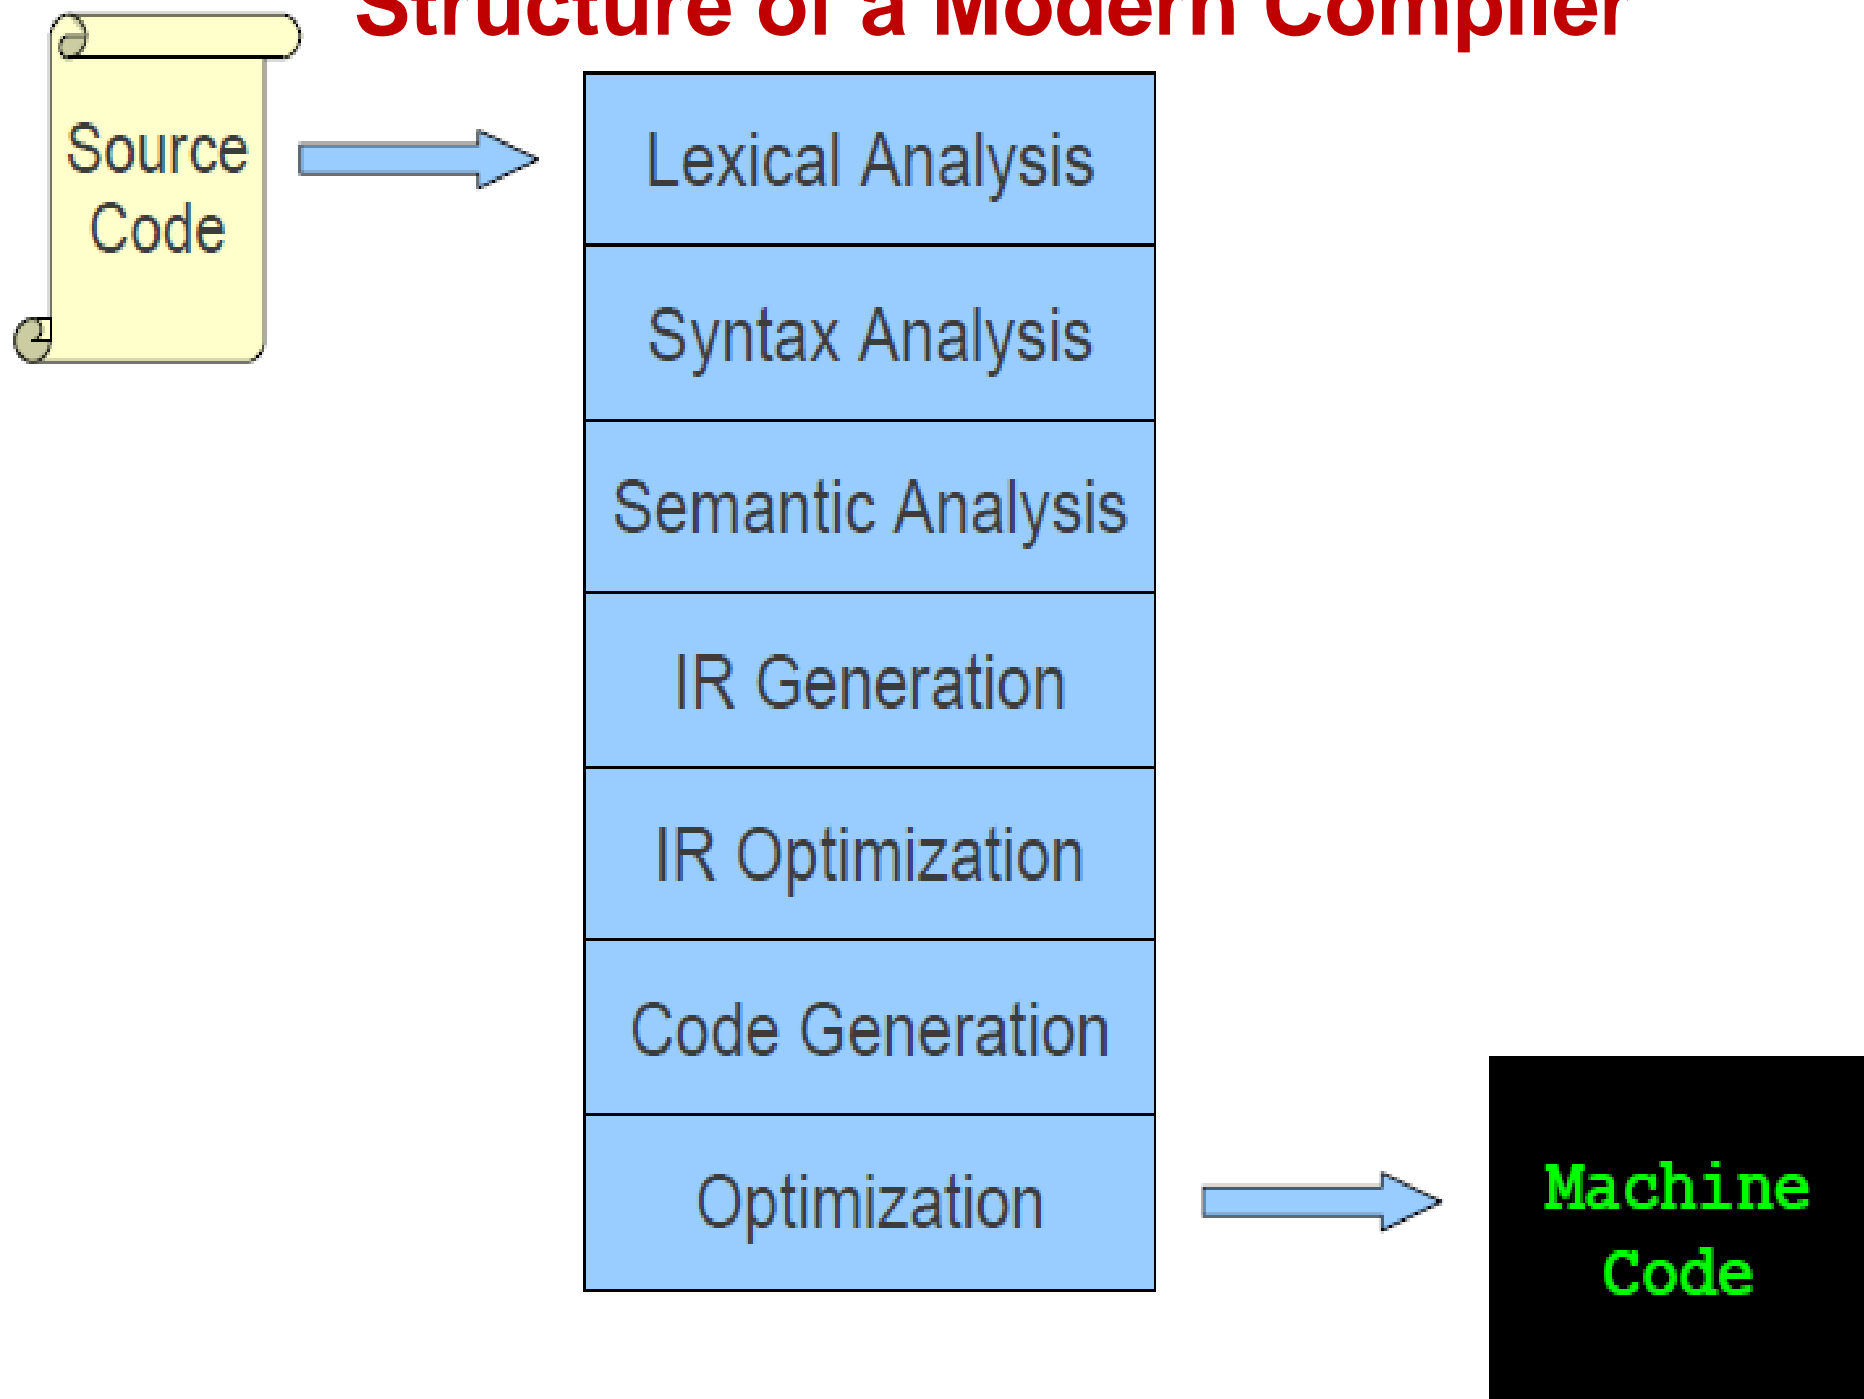 Structure of a Modern Compiler
Source
Code
Lexical Analysis
Syntax Analysis
Semantic Analysis
IR Generation
IR Optimization
Code Generation
Optimization
Machine
Code